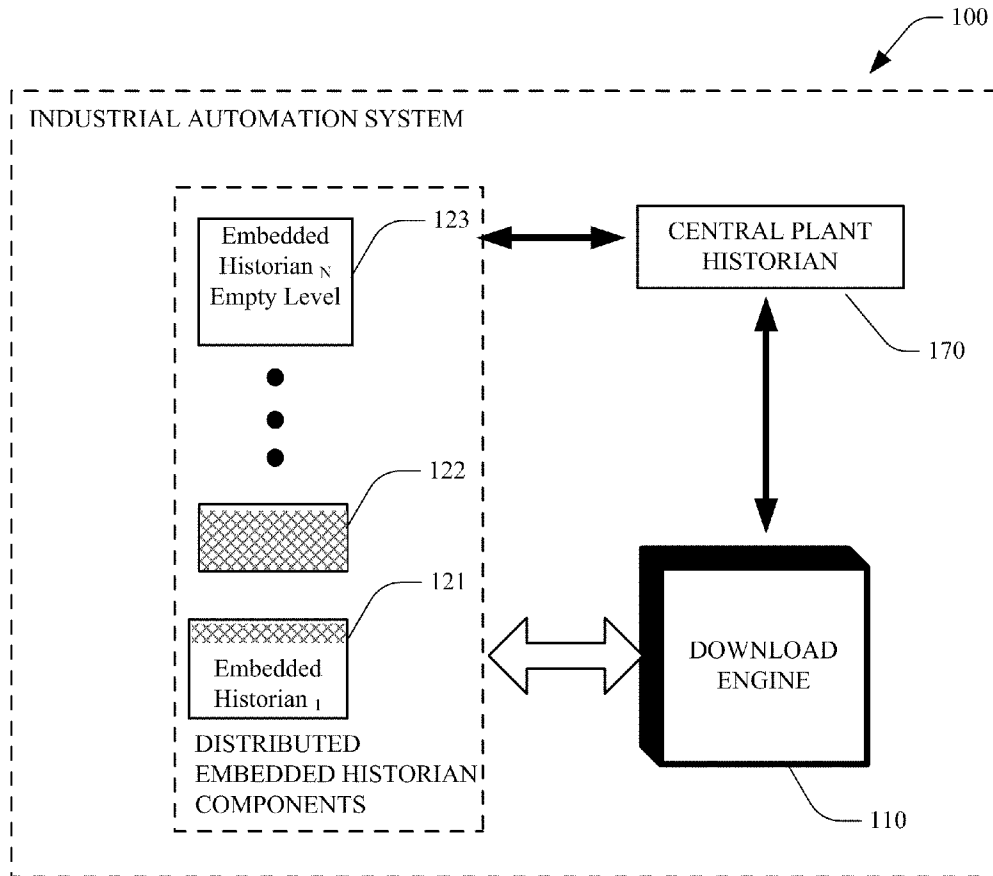 100
INDUSTRIAL AUTOMATION SYSTEM
Embedded
Historian N
Empty Level
123
CENTRAL PLANT
HISTORIAN
170
122
121
Embedded
Historian 1
DISTRIBUTED
EMBEDDED HISTORIAN
COMPONENTS
DOWNLOAD
ENGINE
110